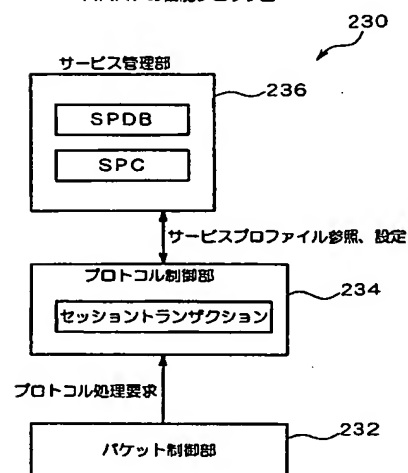 230
サービス管理部
236
SPDB
SPC
サービスプロファイル参照、設定
プロトコル制御部
234
セッショントランザクション
プロトコル処理要求
232
パケット制御部